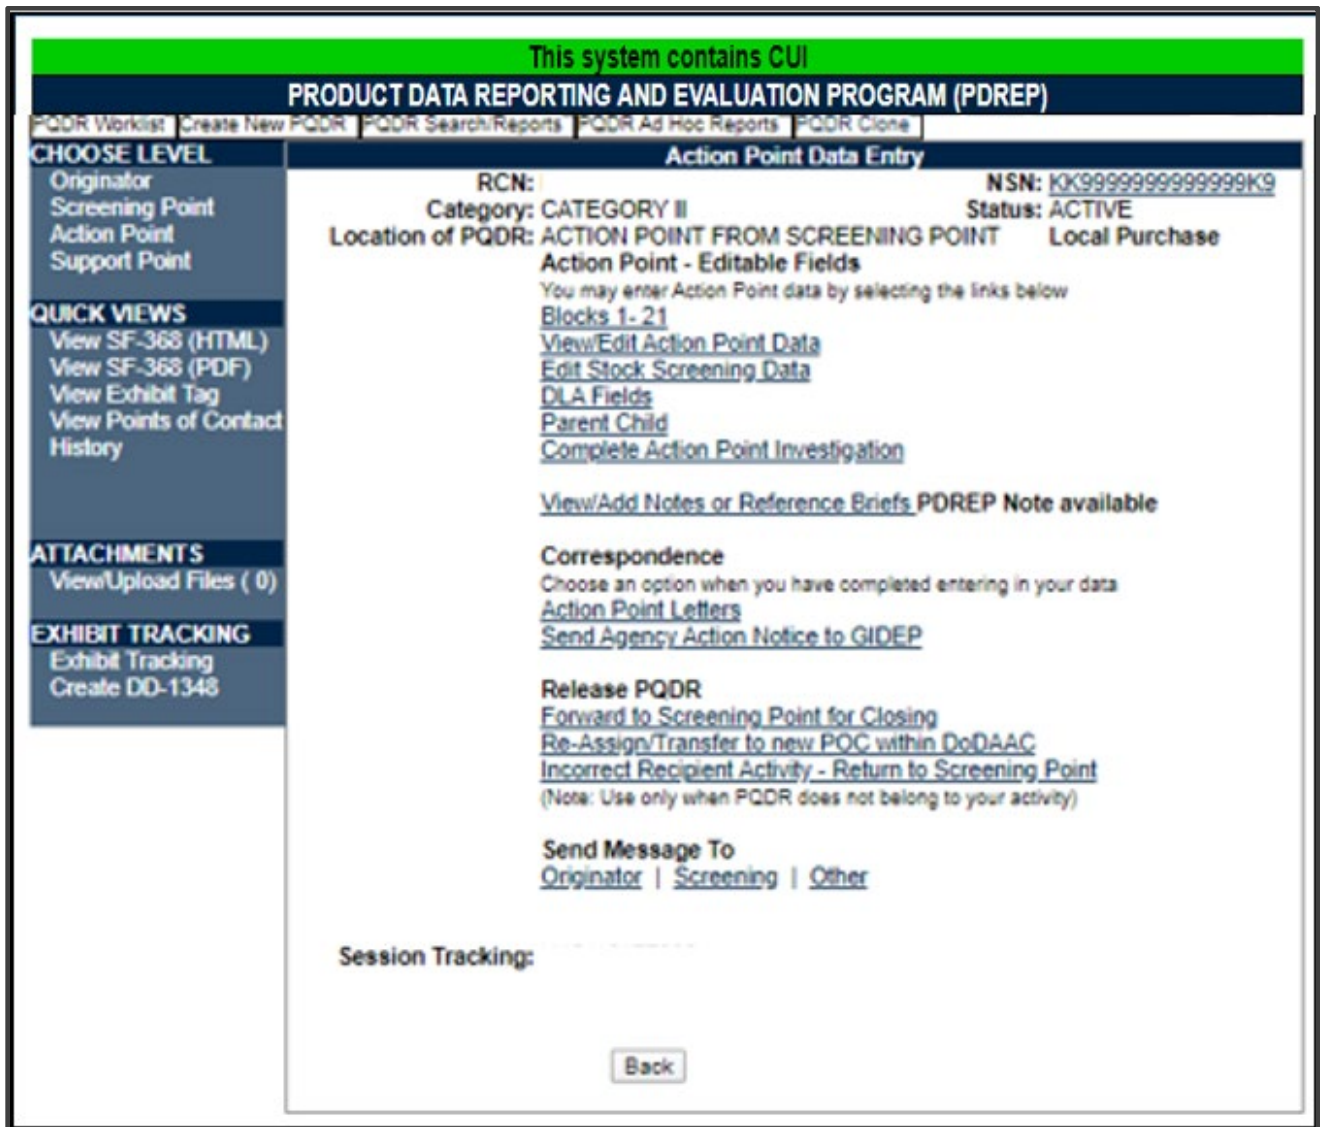 This system contains CUI
PRODUCT DATA REPORTING AND EVALUATION PROGRAM (PDREP)
PQDR Worklist Create New PQDR PQDR Search/Reports PQDR Ad Hoc Reports PQDR Clone
CHOOSE LEVEL
Originator
Screening Point
Action Point
Support Point
QUICK VIEWS
View SF-368 (HTML)
View SF-368 (PDF)
View Exhibit Tag
View Points of Contact
History
ATTACHMENTS
View/Upload Files ( 0)
EXHIBIT TRACKING
Exhibit Tracking
Create DD-1348
Action Point Data Entry
RCN: NSN: KK9999999999999K9
Category: CATEGORY II Status: ACTIVE
Location of PQDR: ACTION POINT FROM SCREENING POINT Local Purchase
Action Point - Editable Fields
You may enter Action Point data by selecting the links below
Blocks 1- 21
View/Edit Action Point Data
Edit Stock Screening Data
DLA Fields
Parent Child
Complete Action Point Investigation
View/Add Notes or Reference Briefs PDREP Note available
Correspondence
Choose an option when you have completed entering in your data
Action Point Letters
Send Agency Action Notice to GIDEP
Release PQDR
Forward to Screening Point for Closing
Re-Assign/Transfer to new POC within DoDAAC
Incorrect Recipient Activity - Return to Screening Point
(Note: Use only when PQDR does not belong to your activity)
Send Message To
Originator | Screening | Other
Session Tracking:
Back